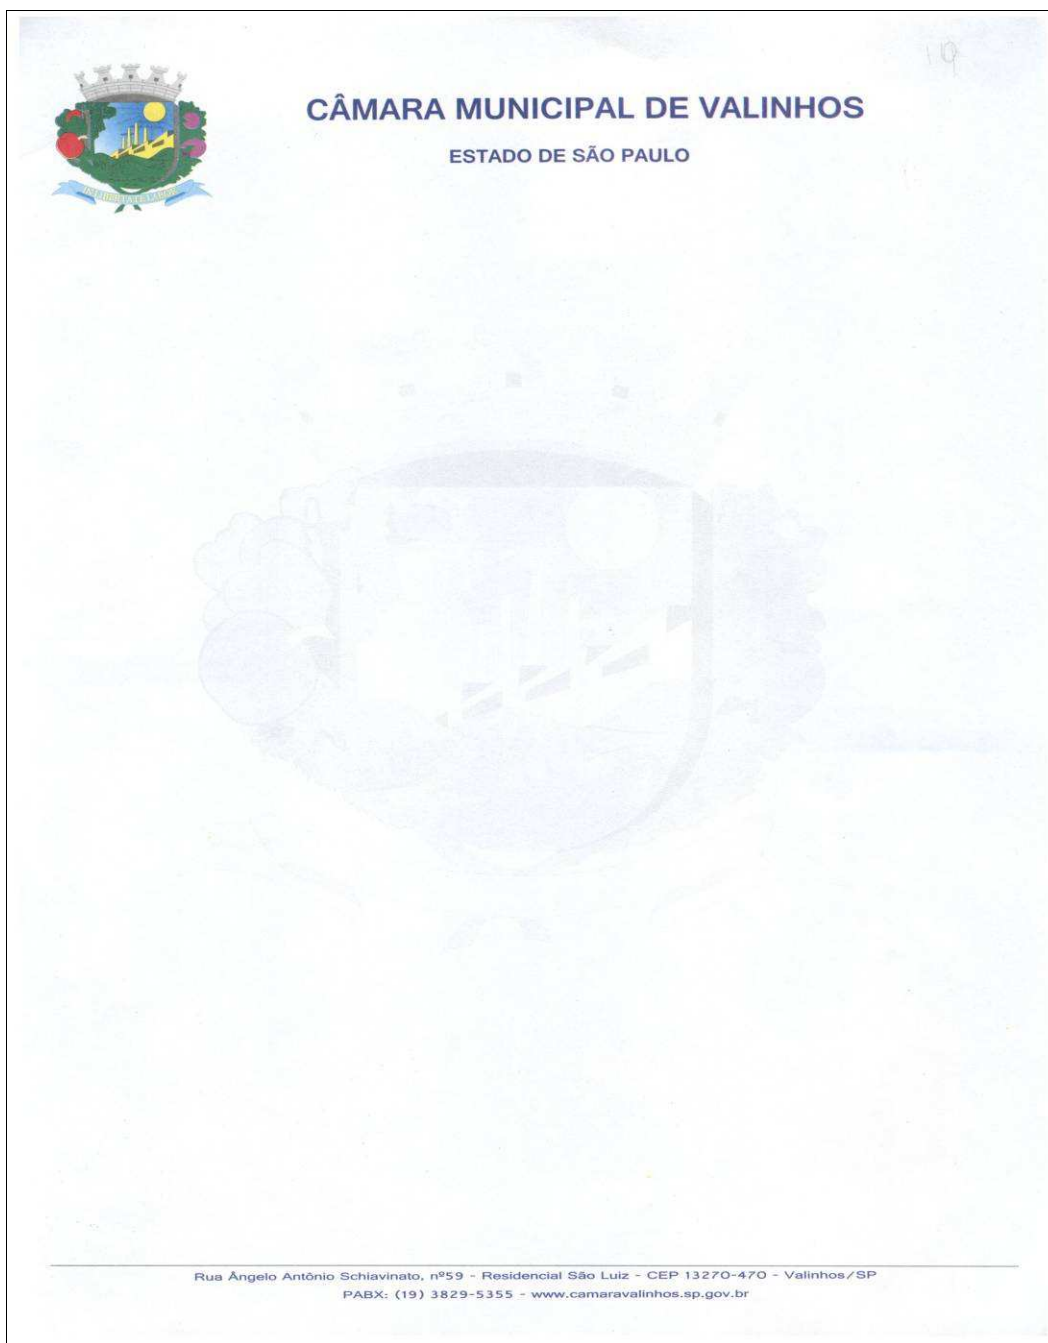 CÂMARA MUNICIPAL DE VALINHOS
ESTADO DE SÃO PAULO
Rua Ângelo Antônio Schiavinato, nº59 - Residencial São Luiz - CEP 13270-470 - Valinhos/SP
PABX: (19) 3829-5355 - www.camaravalinhos.sp.gov.br